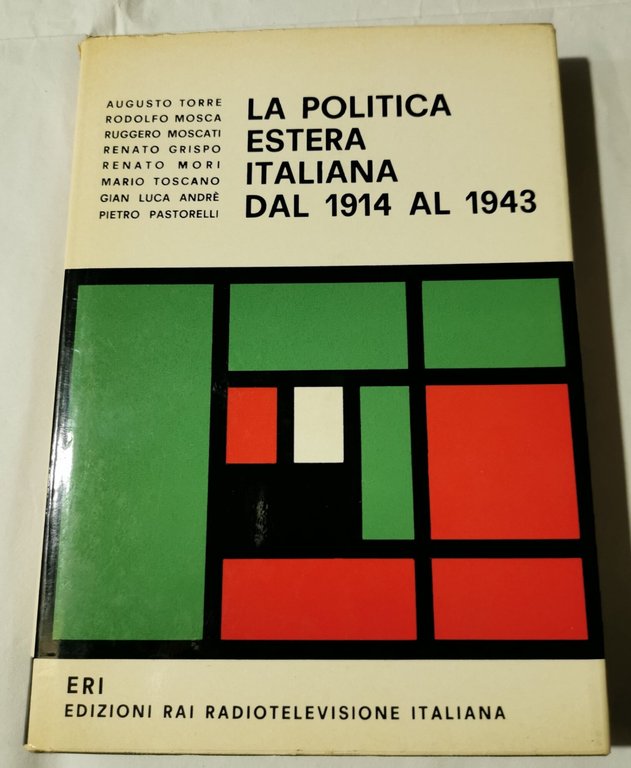 AUGUSTO TORRE
RODOLFO MOSCA
RUGGERO MOSCATI
RENATO GRISPO
RENATO MORI
MARIO TOSCANO
GIAN LUCA ANDRÈ
PIETRO PASTORELLI
LA POLITICA
ESTERA
ITALIANA
DAL 1914 AL 1943
ERI
EDIZIONI RAI RADIOTELEVISIONE ITALIANA